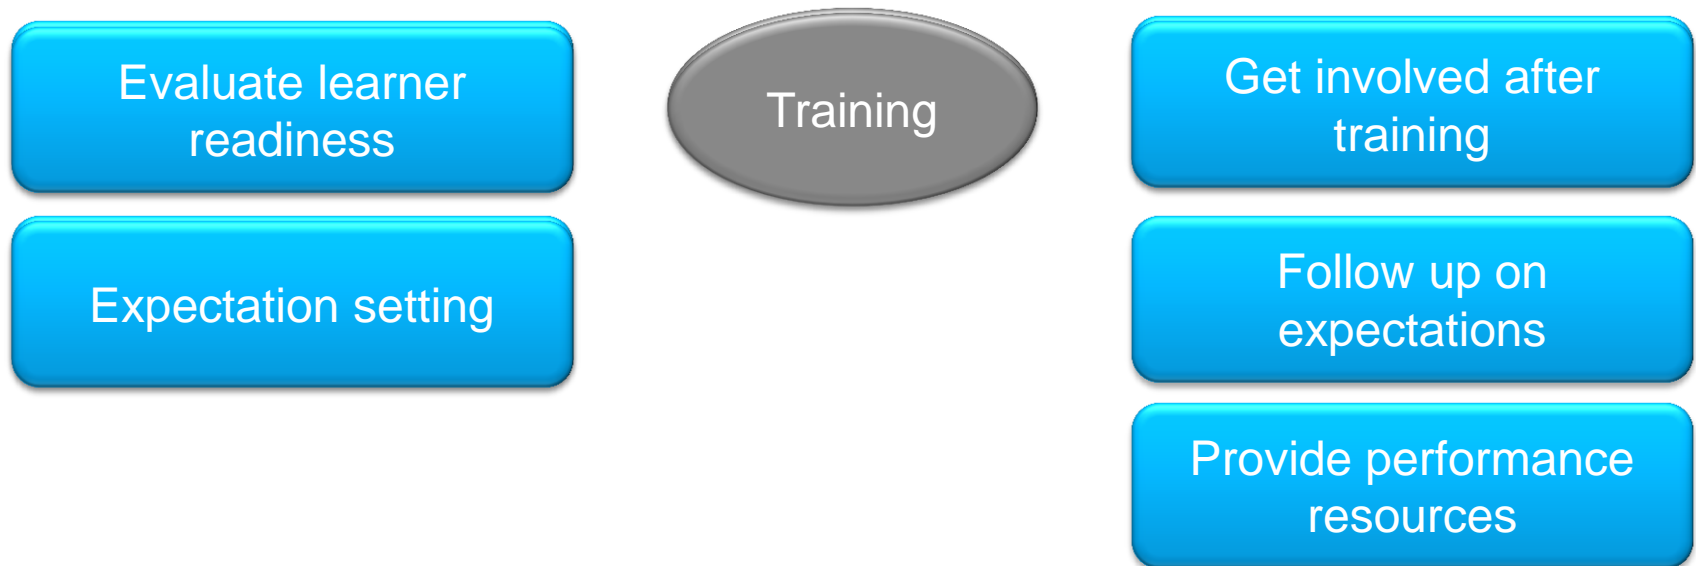 Evaluate learner
readiness
Expectation setting
Training
Get involved after
training
Follow up on
expectations
Provide performance
resources